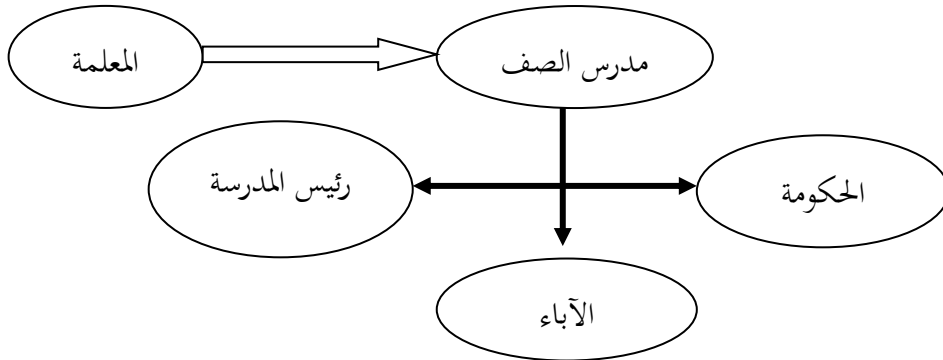 المعلمة
مدرس الصف
رئيس المدرسة
الحكومة
الآباء